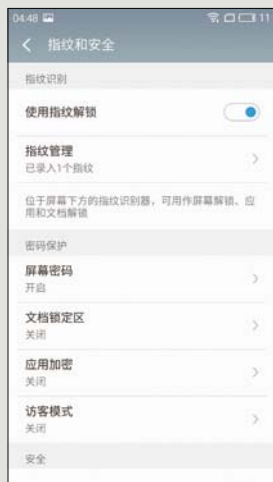 04:48 11
指纹和安全
指纹识别
使用指纹解锁
指纹管理
已录入1个指纹
位于屏幕下方的指纹识别器，可用作屏幕解锁、应
用和文档解锁
密码保护
屏幕密码
开启
文档锁定区
关闭
应用加密
关闭
访客模式
关闭
安全